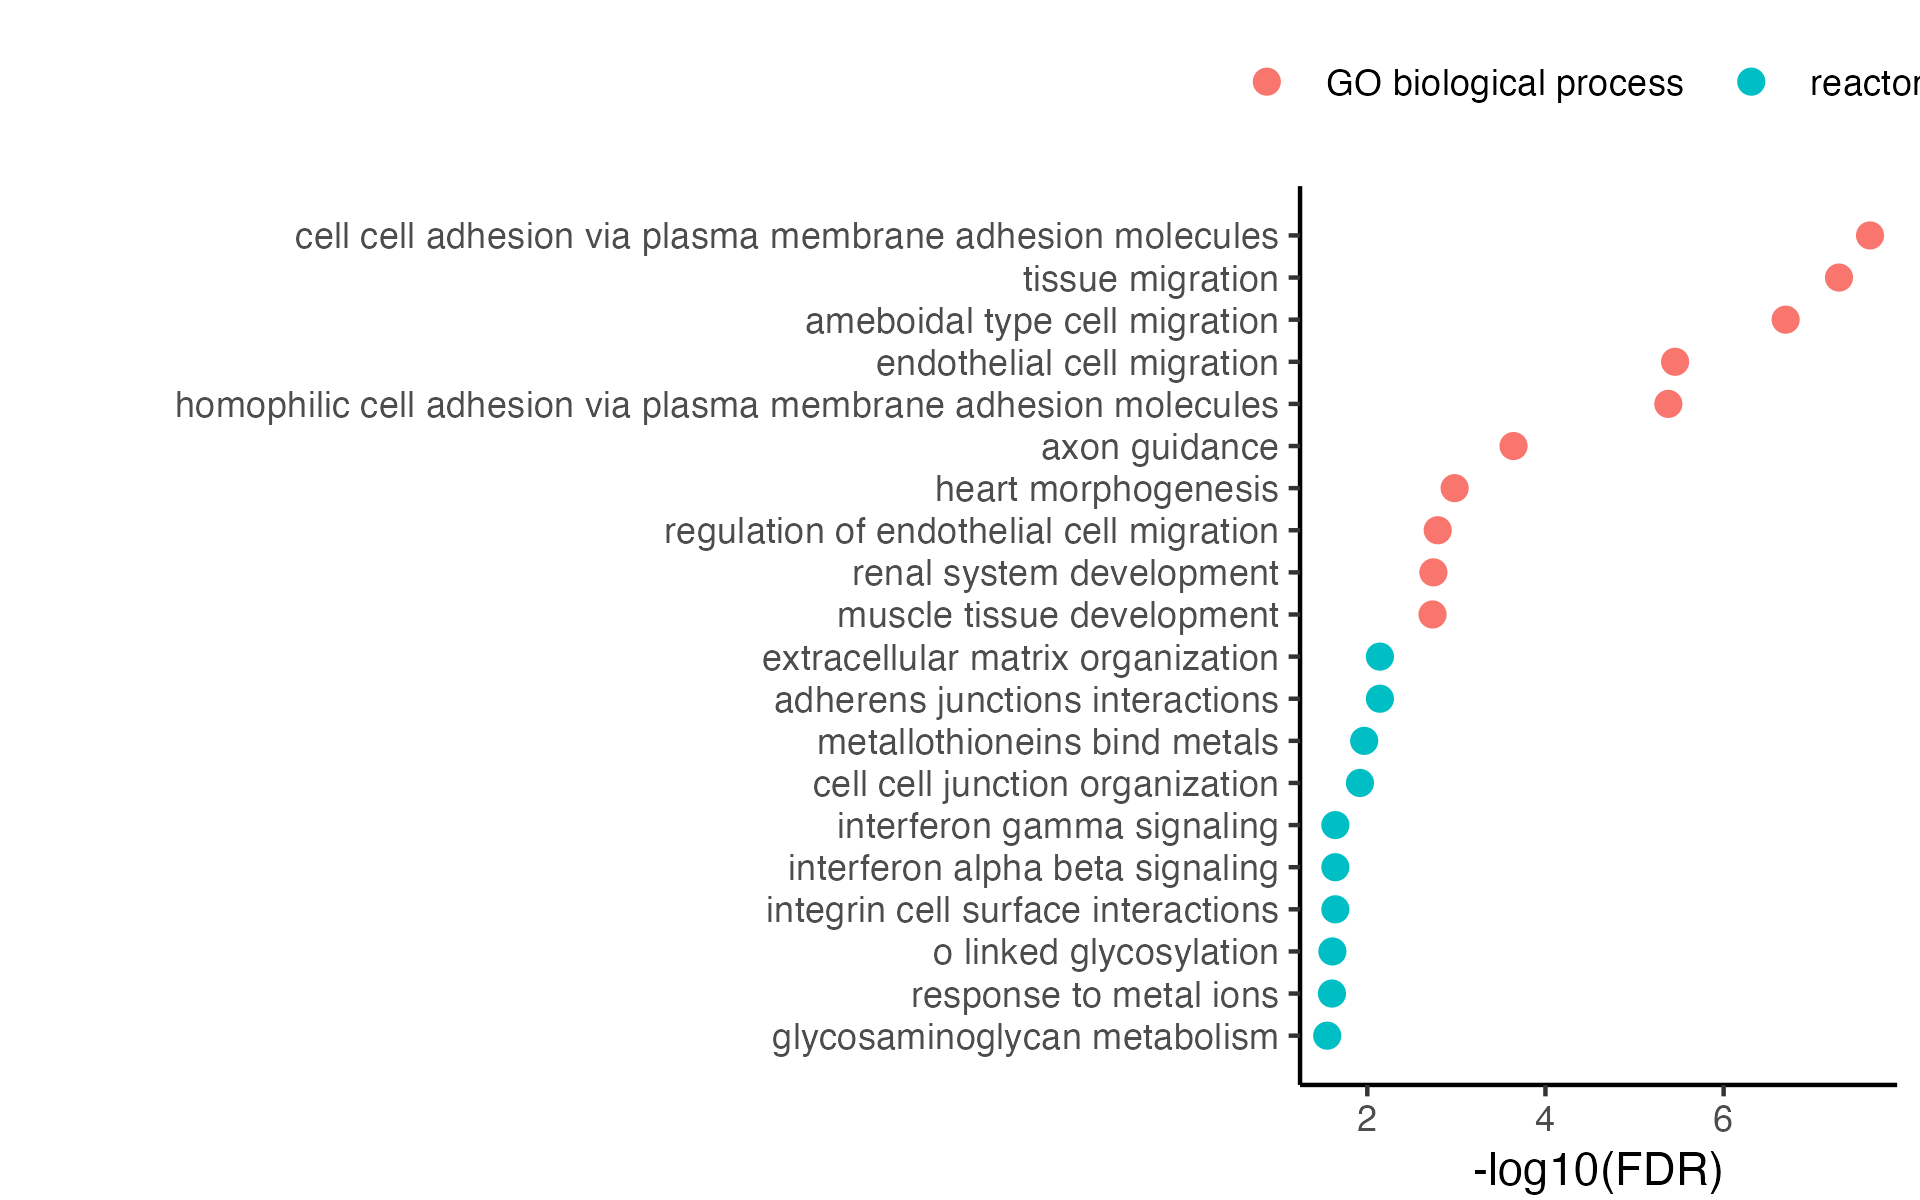 GO biological process reactor
cell cell adhesion via plasma membrane adhesion molecules
tissue migration
ameboidal type cell migration
endothelial cell migration
homophilic cell adhesion via plasma membrane adhesion molecules
axon guidance
heart morphogenesis
regulation of endothelial cell migration
renal system development
muscle tissue development
extracellular matrix organization
adherens junctions interactions
metallothioneins bind metals
cell cell junction organization
interferon gamma signaling
interferon alpha beta signaling
integrin cell surface interactions
o linked glycosylation
response to metal ions
glycosaminoglycan metabolism
2 4 6
-log10(FDR)